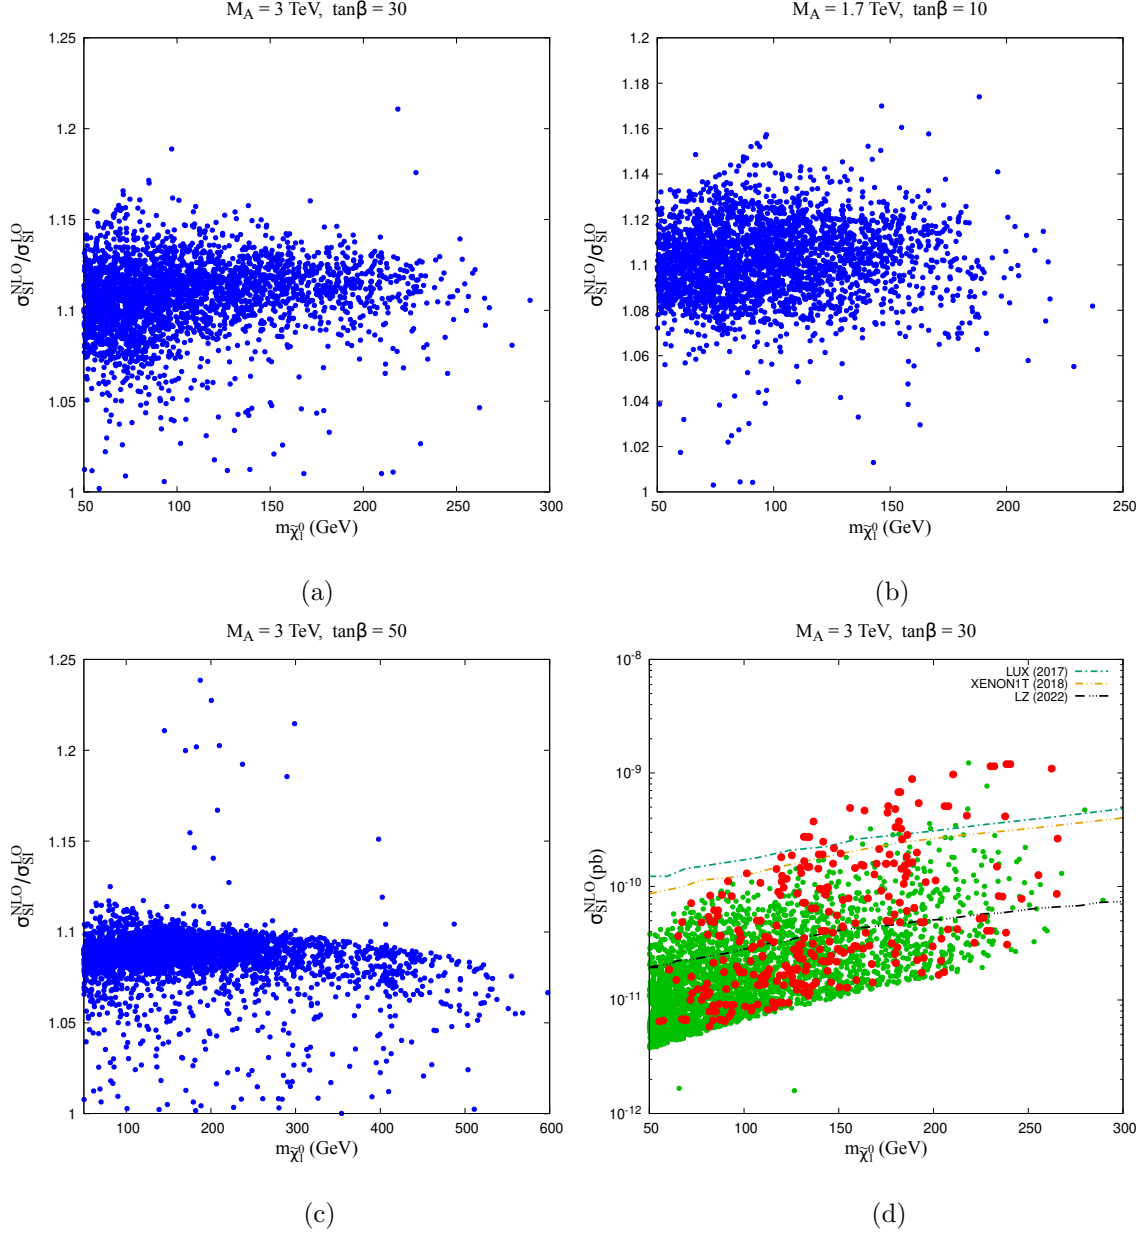 M_A = 3 TeV, tanβ = 30
σ_SI^NLO/σ_SI^LO
1.25
1.2
1.15
1.1
1.05
1
50 100 150 200 250 300
m_χ̃₁⁰ (GeV)
(a)
M_A = 1.7 TeV, tanβ = 10
σ_SI^NLO/σ_SI^LO
1.2
1.18
1.16
1.14
1.12
1.1
1.08
1.06
1.04
1.02
1
50 100 150 200 250
m_χ̃₁⁰ (GeV)
(b)
M_A = 3 TeV, tanβ = 50
σ_SI^NLO/σ_SI^LO
1.25
1.2
1.15
1.1
1.05
1
100 200 300 400 500 600
m_χ̃₁⁰ (GeV)
(c)
M_A = 3 TeV, tanβ = 30
σ_SI^NLO(pb)
10^-8
10^-9
10^-10
10^-11
10^-12
LUX (2017)
XENON1T (2018)
LZ (2022)
50 100 150 200 250 300
m_χ̃₁⁰ (GeV)
(d)